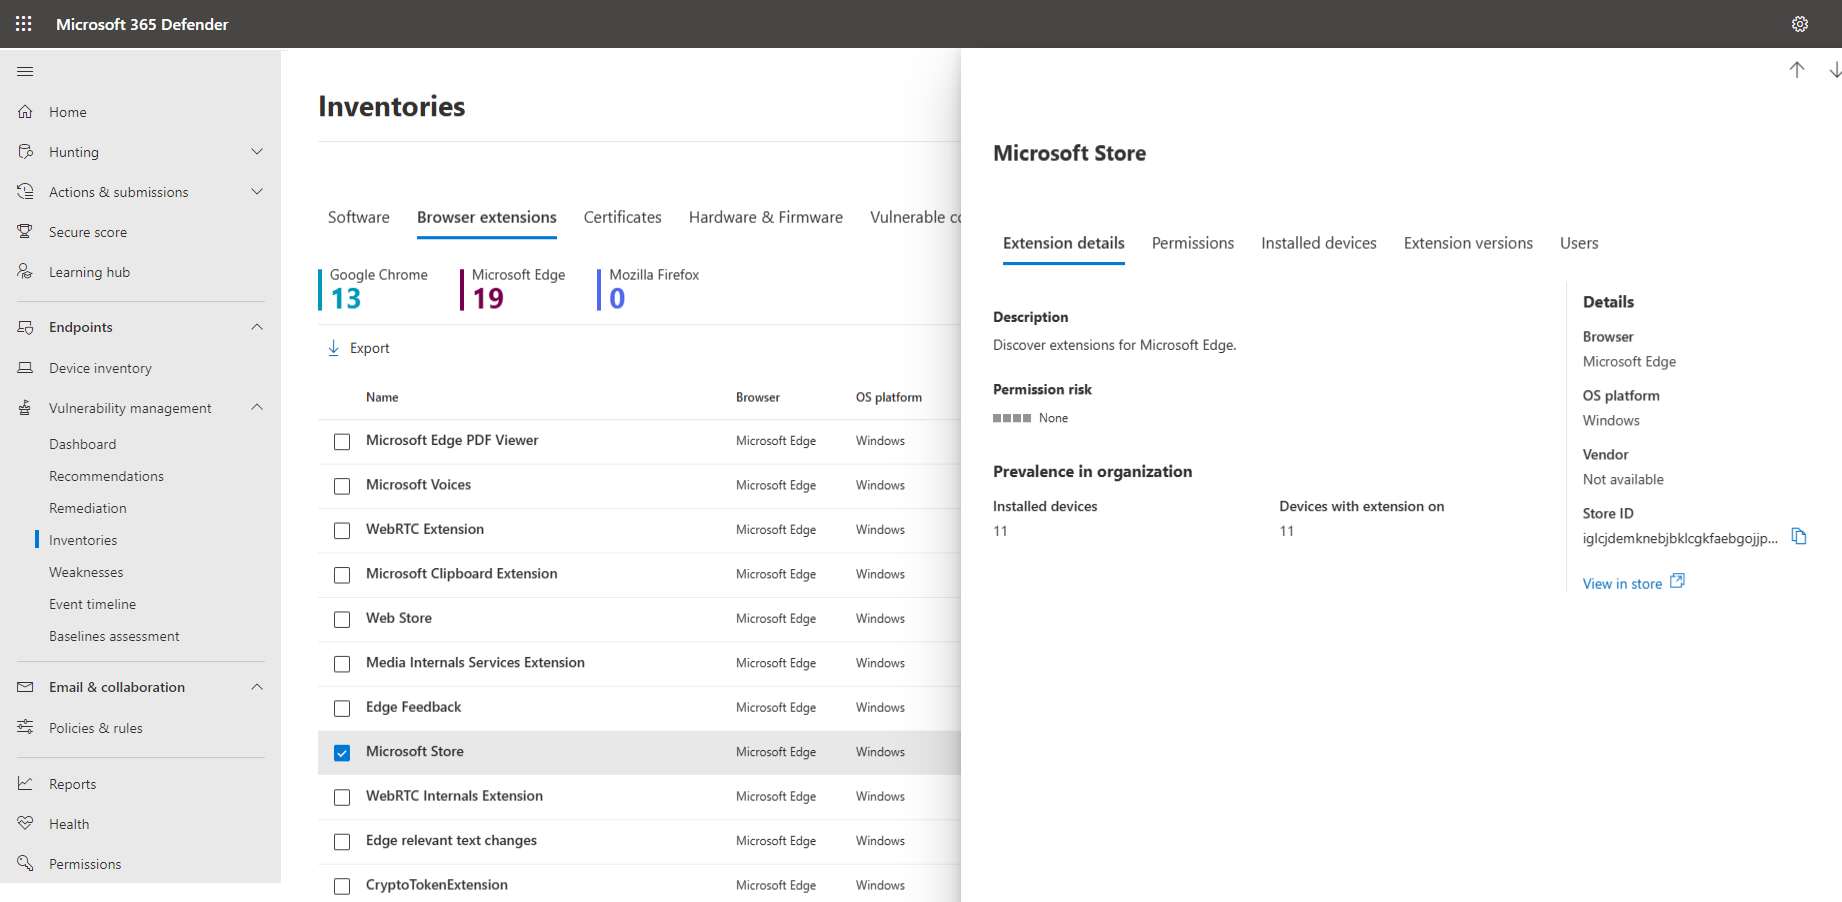 Microsoft 365 Defender
Home
Hunting
Actions & submissions
Secure score
Learning hub
Endpoints
Device inventory
Vulnerability management
Dashboard
Recommendations
Remediation
Inventories
Weaknesses
Event timeline
Baselines assessment
Email & collaboration
Policies & rules
Reports
Health
Permissions
Inventories
Software Browser extensions Certificates Hardware & Firmware Vulnerable co
Google Chrome Microsoft Edge Mozilla Firefox
13 19 0
Export
Name Browser OS platform
Microsoft Edge PDF Viewer Microsoft Edge Windows
Microsoft Voices Microsoft Edge Windows
WebRTC Extension Microsoft Edge Windows
Microsoft Clipboard Extension Microsoft Edge Windows
Web Store Microsoft Edge Windows
Media Internals Services Extension Microsoft Edge Windows
Edge Feedback Microsoft Edge Windows
Microsoft Store Microsoft Edge Windows
WebRTC Internals Extension Microsoft Edge Windows
Edge relevant text changes Microsoft Edge Windows
CryptoTokenExtension Microsoft Edge Windows
Microsoft Store
Extension details Permissions Installed devices Extension versions Users
Description
Discover extensions for Microsoft Edge.
Permission risk
None
Prevalence in organization
Installed devices Devices with extension on
11 11
Details
Browser
Microsoft Edge
OS platform
Windows
Vendor
Not available
Store ID
iglcjdemknebjbklcgkfaebgojjp...
View in store